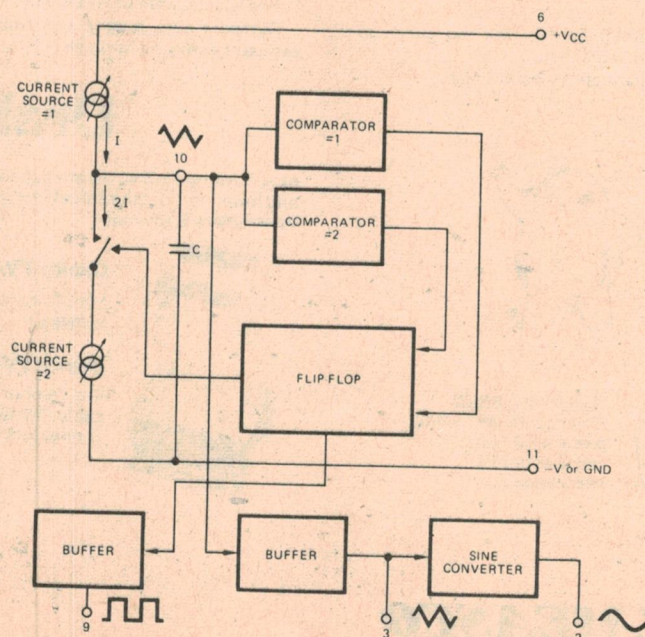 6
+VCC
CURRENT
SOURCE
#1
I
10
COMPARATOR
#1
2I
COMPARATOR
#2
C
CURRENT
SOURCE
#2
FLIP-FLOP
11
-V or GND
BUFFER
BUFFER
SINE
CONVERTER
9
3
2